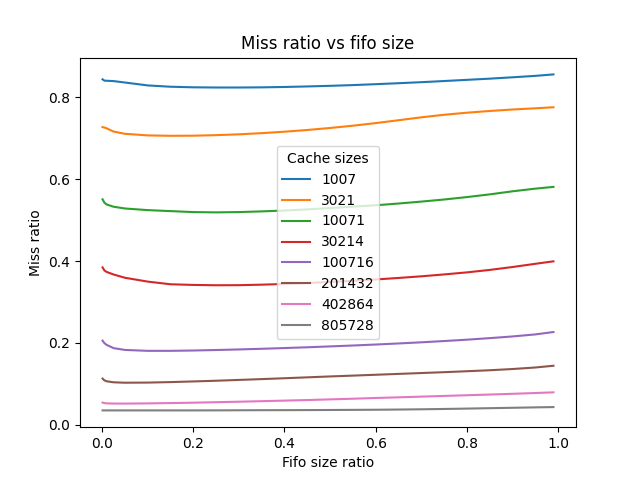 Miss ratio vs fifo size
0.8
0.6
0.4
0.2
0.0
Miss ratio
Cache sizes
1007
3021
10071
30214
100716
201432
402864
805728
0.0 0.2 0.4 0.6 0.8 1.0
Fifo size ratio